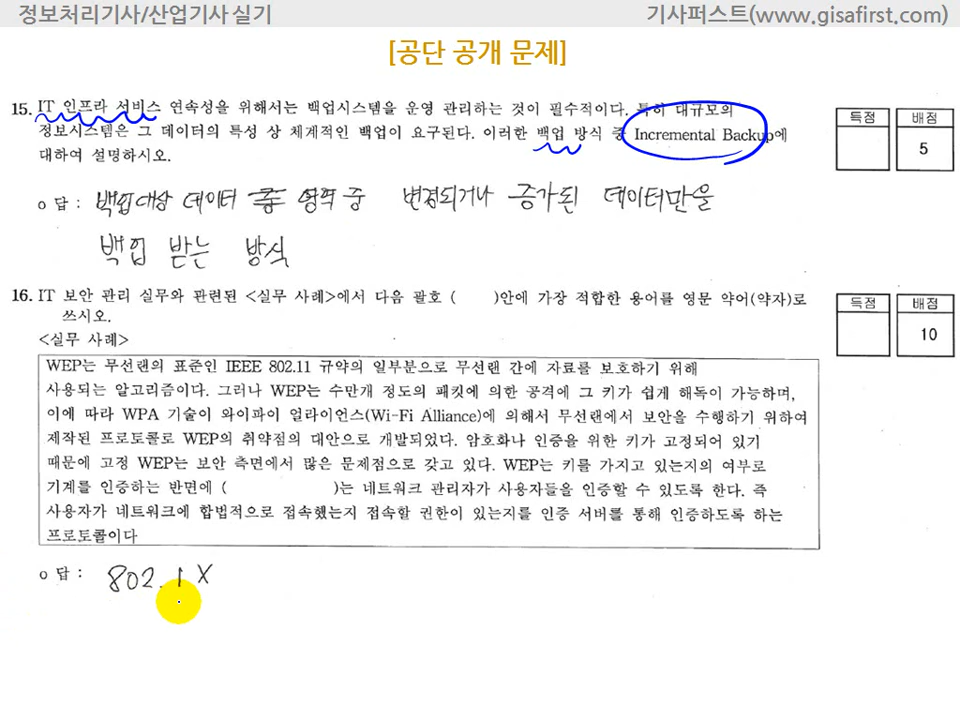 정보처리기사/산업기사 실기
기사퍼스트(www.gisafirst.com)
[공단 공개 문제]
15. IT 인프라 서비스 연속성을 위해서는 백업시스템을 운영 관리하는 것이 필수적이다. 특히 대규모의
정보시스템은 그 데이터의 특성 상 체계적인 백업이 요구된다. 이러한 백업 방식 중 Incremental Backup에
대하여 설명하시오.
득점 배점
5
o 답 : 백업대상 데이터 영역 중 변경되거나 증가된 데이터만을
백업 받는 방식
16. IT 보안 관리 실무와 관련된 <실무 사례>에서 다음 괄호 ( )안에 가장 적합한 용어를 영문 약어(약자)로
쓰시오.
득점 배점
10
<실무 사례>
WEP는 무선랜의 표준인 IEEE 802.11 규약의 일부분으로 무선랜 간에 자료를 보호하기 위해
사용되는 알고리즘이다. 그러나 WEP는 수만개 정도의 패킷에 의한 공격에 그 키가 쉽게 해독이 가능하며,
이에 따라 WPA 기술이 와이파이 얼라이언스(Wi-Fi Alliance)에 의해서 무선랜에서 보안을 수행하기 위하여
제작된 프로토콜로 WEP의 취약점의 대안으로 개발되었다. 암호화나 인증을 위한 키가 고정되어 있기
때문에 고정 WEP는 보안 측면에서 많은 문제점으로 갖고 있다. WEP는 키를 가지고 있는지의 여부로
기계를 인증하는 반면에 ( )는 네트워크 관리자가 사용자들을 인증할 수 있도록 한다. 즉
사용자가 네트워크에 합법적으로 접속했는지 접속할 권한이 있는지를 인증 서버를 통해 인증하도록 하는
프로토콜이다
o 답 : 802.1X